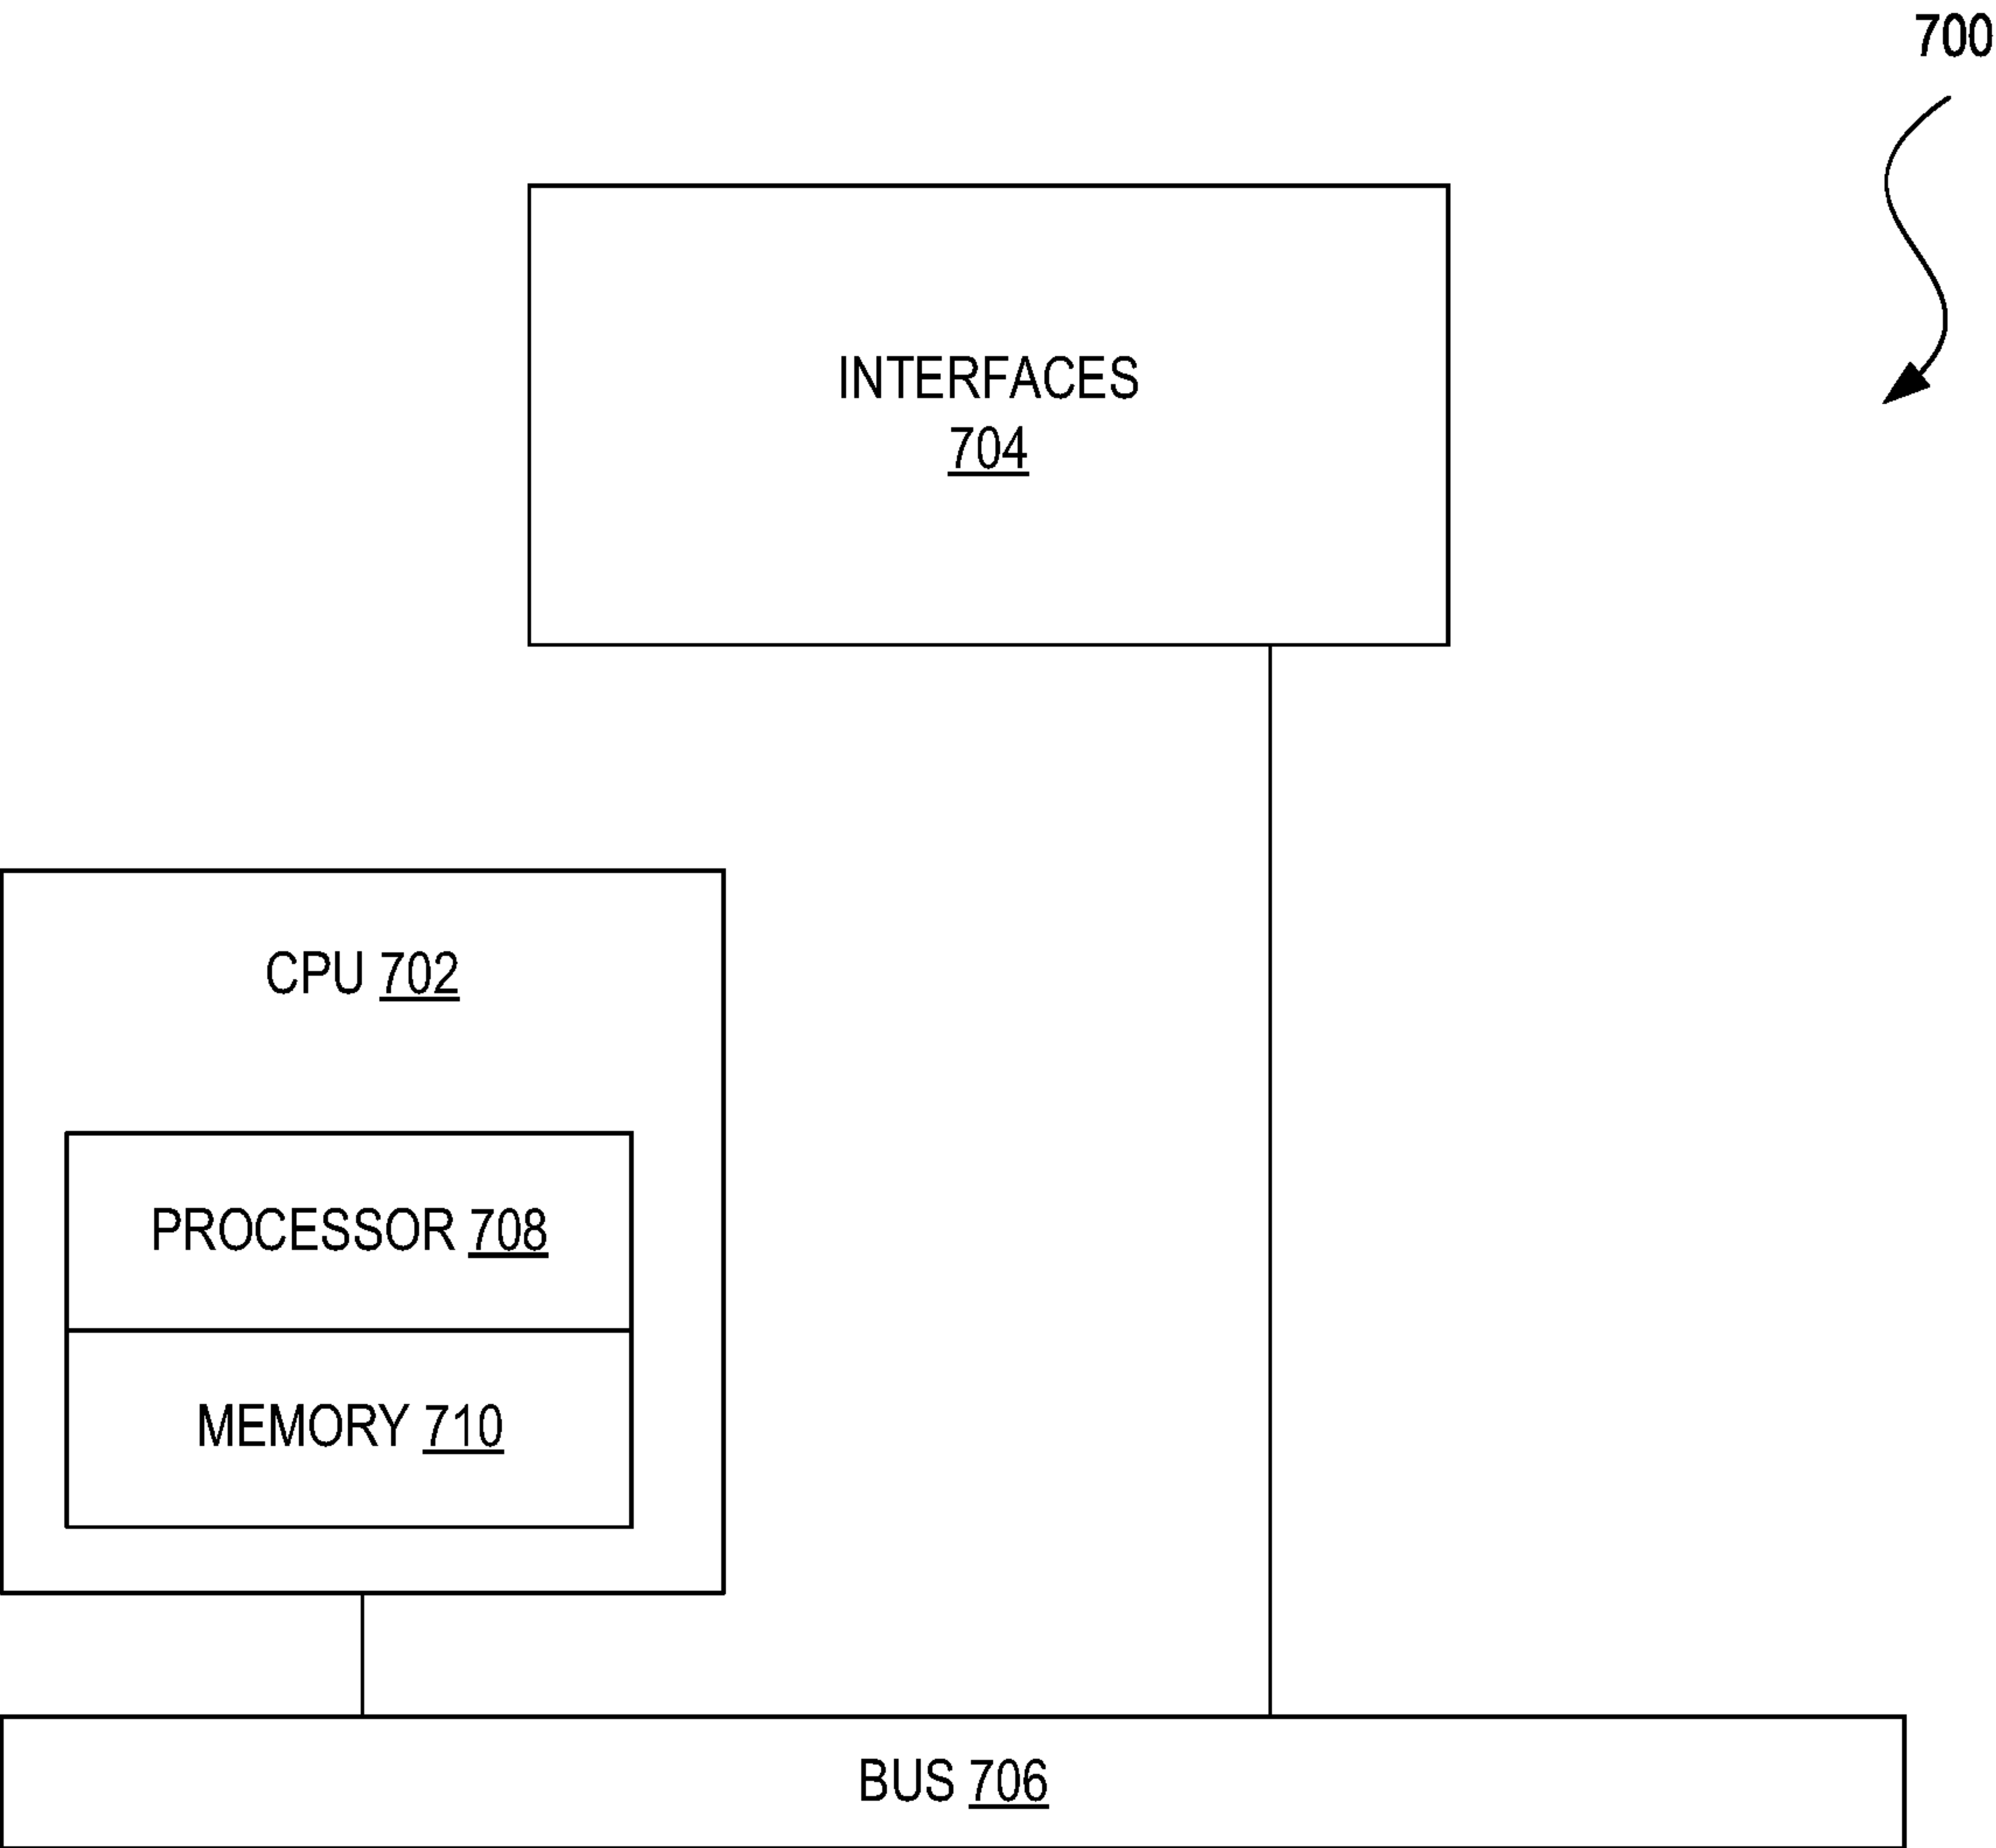 700
INTERFACES
704
CPU 702
PROCESSOR 708
MEMORY 710
BUS 706